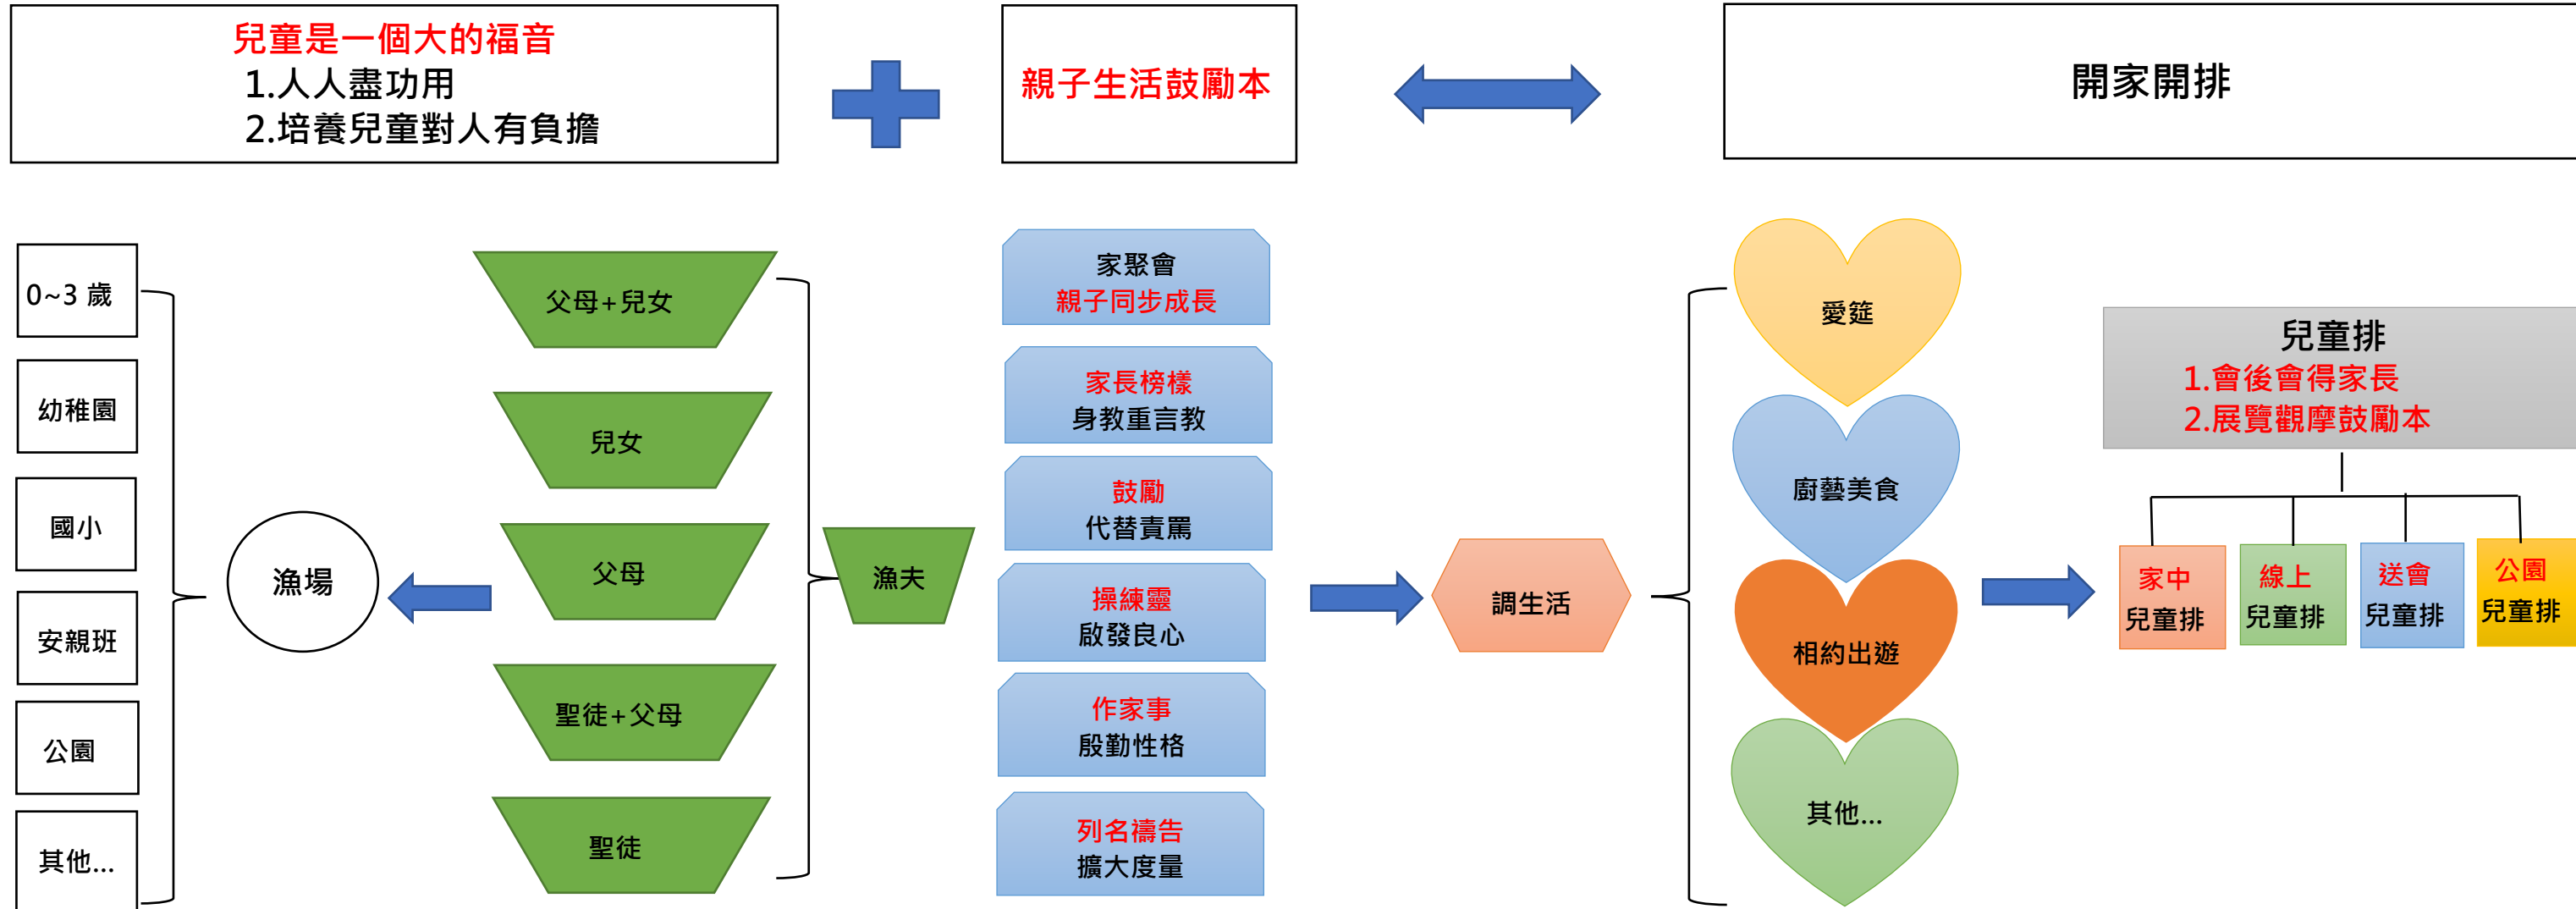 兒童是一個大的福音
1.人人盡功用
2.培養兒童對人有負擔
親子生活鼓勵本
開家開排
0~3 歲
幼稚園
國小
安親班
公園
其他...
漁場
父母+兒女
兒女
父母
聖徒+父母
聖徒
漁夫
家聚會
親子同步成長
家長榜樣
身教重言教
鼓勵
代替責罵
操練靈
啟發良心
作家事
殷勤性格
列名禱告
擴大度量
調生活
愛筵
廚藝美食
相約出遊
其他...
兒童排
1.會後會得家長
2.展覽觀摩鼓勵本
家中
兒童排
線上
兒童排
送會
兒童排
公園
兒童排